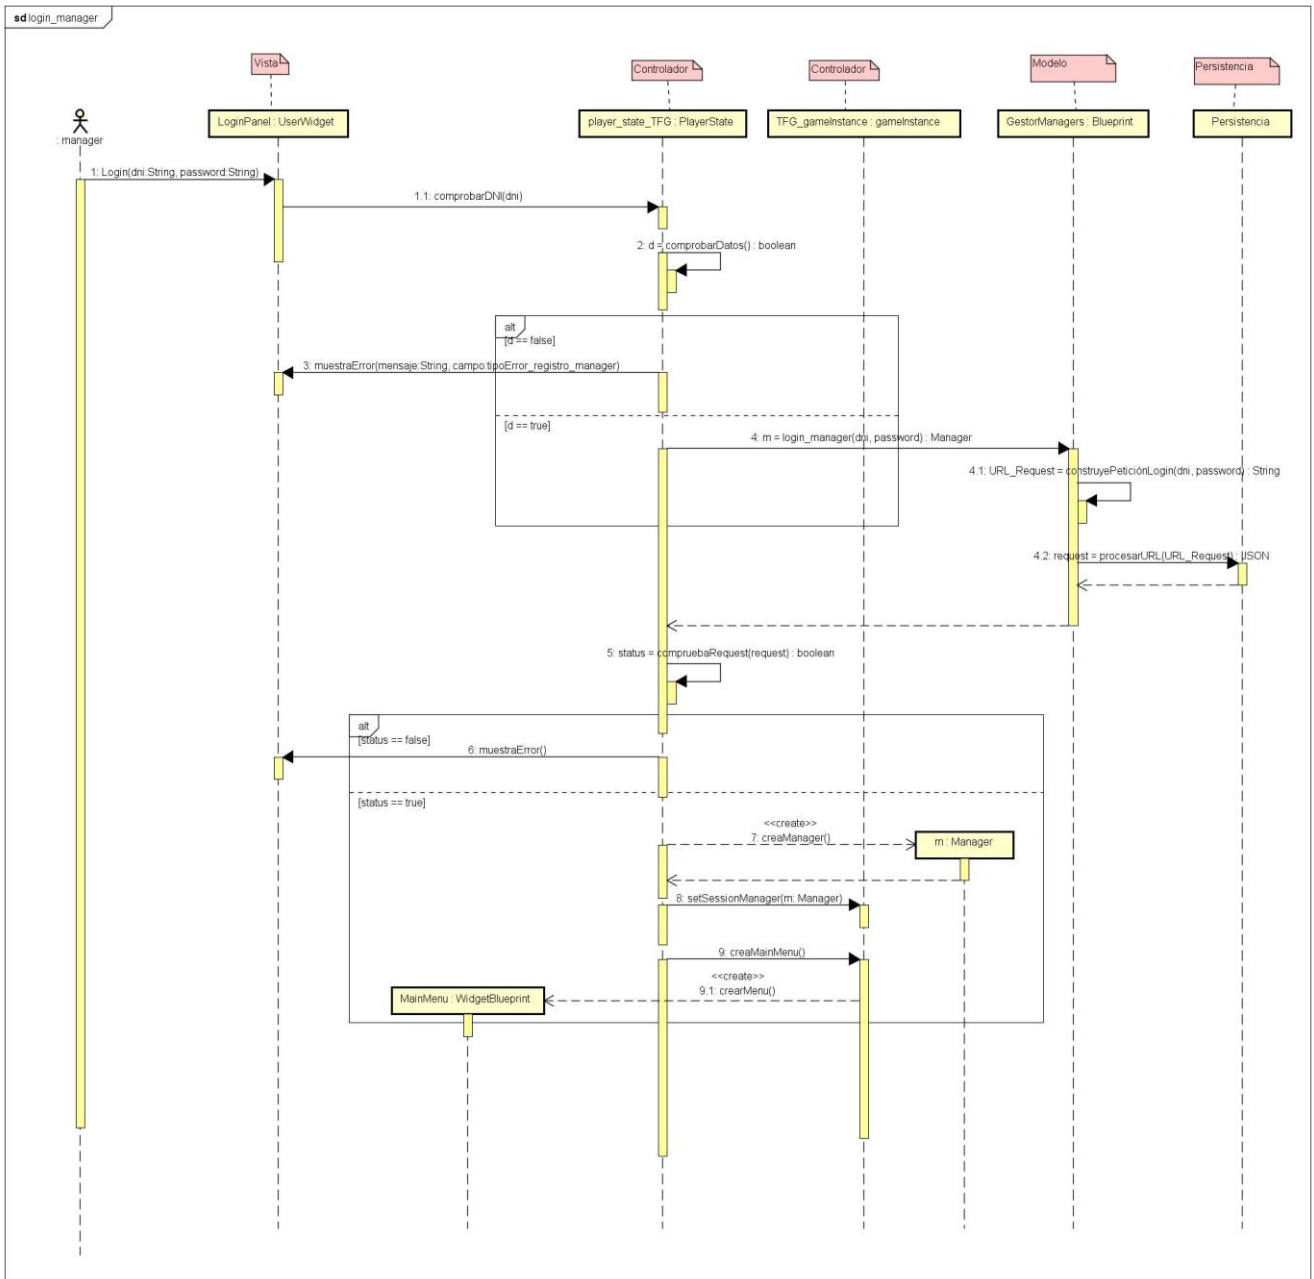 sd login_manager
Vista
Controlador
Controlador
Modelo
Persistencia
: manager
LoginPanel : UserWidget
player_state_TFG : PlayerState
TFG_gameInstance : gameInstance
GestorManagers : Blueprint
Persistencia
1: Login(dni:String, password:String)
1.1: comprobarDNI(dni)
2: d = comprobarDatos() : boolean
alt
[d == false]
3: muestraError(mensaje:String, campo:tipoError_registro_manager)
[d == true]
4: m = login_manager(dni, password) : Manager
4.1: URL_Request = construyePeticiónLogin(dni, password) : String
4.2: request = procesarURL(URL_Request) : JSON
5: status = compruebaRequest(request) : boolean
alt
[status == false]
6: muestraError()
[status == true]
<<create>>
7: creaManager()
m : Manager
8: setSessionManager(m: Manager)
9: creaMainMenu()
<<create>>
9.1: crearMenu()
MainMenu : WidgetBlueprint